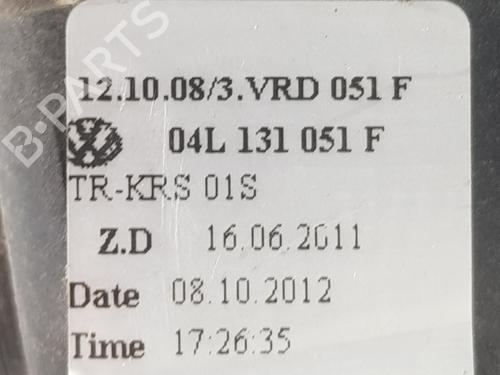 12.10.08/3.VRD 051 F
04L 131 051 F
TR-KRS 01S
Z.D 16.06.2011
Date 08.10.2012
Time 17:26:35
B-PARTS